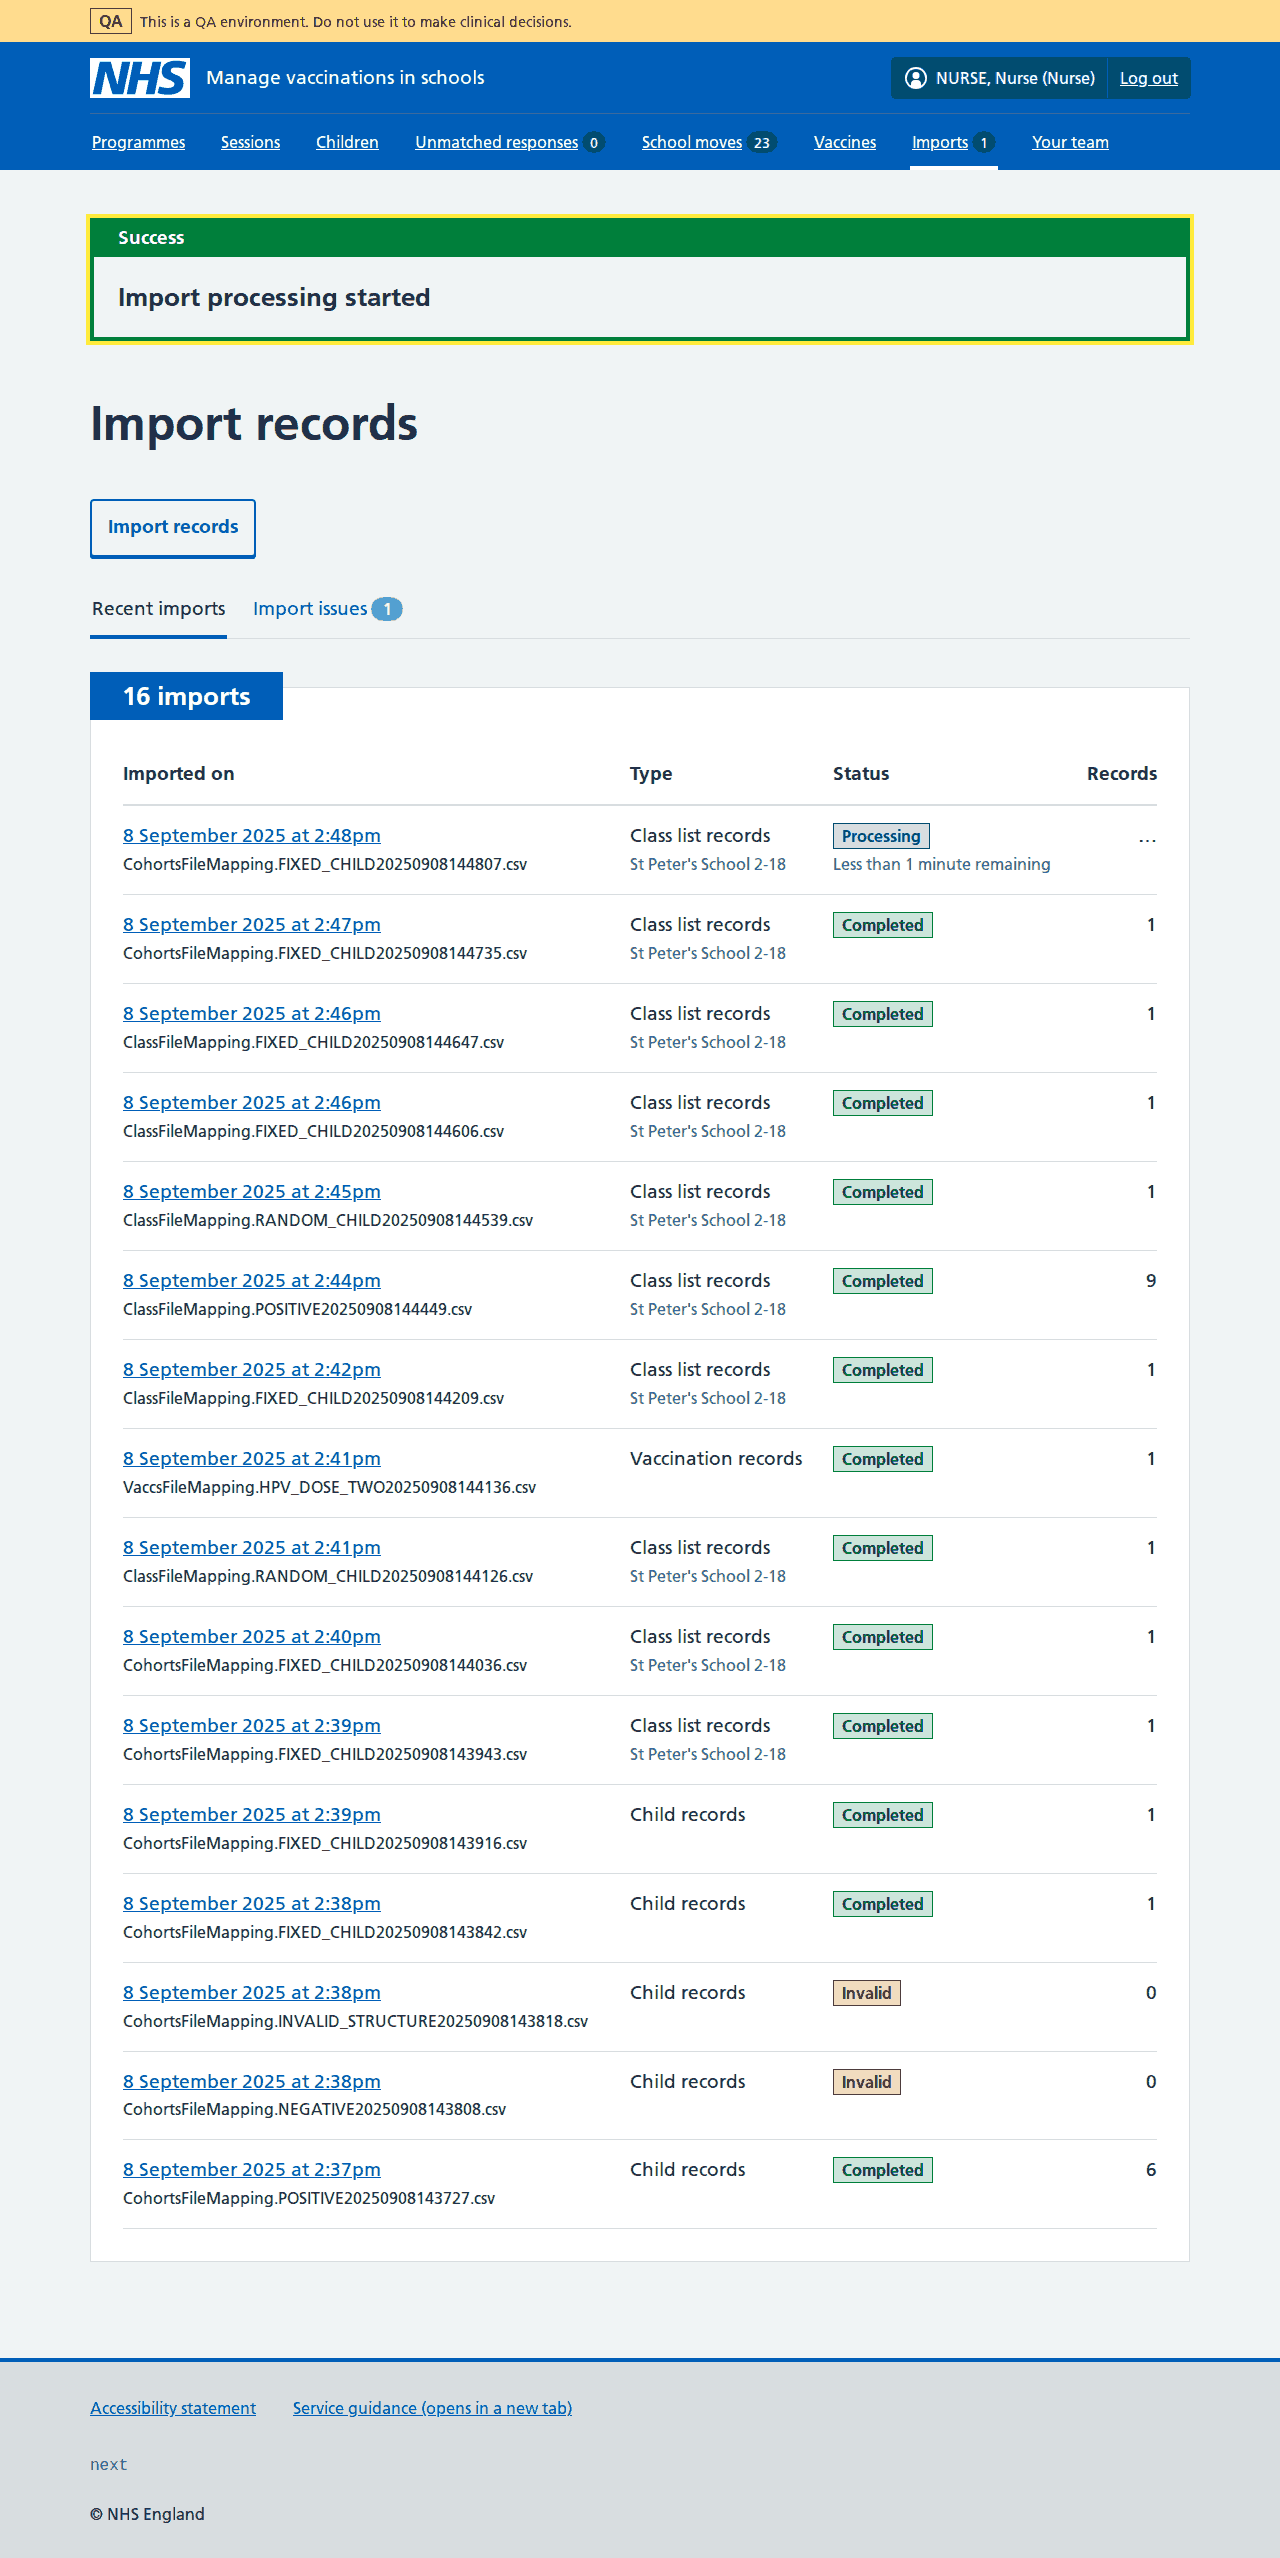 QA This is a QA environment. Do not use it to make clinical decisions.
NHS Manage vaccinations in schools NURSE, Nurse (Nurse) Log out
Programmes Sessions Children Unmatched responses 0 School moves 23 Vaccines Imports 1 Your team
Success
Import processing started
Import records
Import records
Recent imports Import issues 1
16 imports
Imported on Type Status Records
8 September 2025 at 2:48pm Class list records Processing ...
CohortsFileMapping.FIXED_CHILD20250908144807.csv St Peter's School 2-18 Less than 1 minute remaining
8 September 2025 at 2:47pm Class list records Completed 1
CohortsFileMapping.FIXED_CHILD20250908144735.csv St Peter's School 2-18
8 September 2025 at 2:46pm Class list records Completed 1
ClassFileMapping.FIXED_CHILD20250908144647.csv St Peter's School 2-18
8 September 2025 at 2:46pm Class list records Completed 1
ClassFileMapping.FIXED_CHILD20250908144606.csv St Peter's School 2-18
8 September 2025 at 2:45pm Class list records Completed 1
ClassFileMapping.RANDOM_CHILD20250908144539.csv St Peter's School 2-18
8 September 2025 at 2:44pm Class list records Completed 9
ClassFileMapping.POSITIVE20250908144449.csv St Peter's School 2-18
8 September 2025 at 2:42pm Class list records Completed 1
ClassFileMapping.FIXED_CHILD20250908144209.csv St Peter's School 2-18
8 September 2025 at 2:41pm Vaccination records Completed 1
VaccsFileMapping.HPV_DOSE_TWO20250908144136.csv
8 September 2025 at 2:41pm Class list records Completed 1
ClassFileMapping.RANDOM_CHILD20250908144126.csv St Peter's School 2-18
8 September 2025 at 2:40pm Class list records Completed 1
CohortsFileMapping.FIXED_CHILD20250908144036.csv St Peter's School 2-18
8 September 2025 at 2:39pm Class list records Completed 1
CohortsFileMapping.FIXED_CHILD20250908143943.csv St Peter's School 2-18
8 September 2025 at 2:39pm Child records Completed 1
CohortsFileMapping.FIXED_CHILD20250908143916.csv
8 September 2025 at 2:38pm Child records Completed 1
CohortsFileMapping.FIXED_CHILD20250908143842.csv
8 September 2025 at 2:38pm Child records Invalid 0
CohortsFileMapping.INVALID_STRUCTURE20250908143818.csv
8 September 2025 at 2:38pm Child records Invalid 0
CohortsFileMapping.NEGATIVE20250908143808.csv
8 September 2025 at 2:37pm Child records Completed 6
CohortsFileMapping.POSITIVE20250908143727.csv
Accessibility statement Service guidance (opens in a new tab)
next
© NHS England